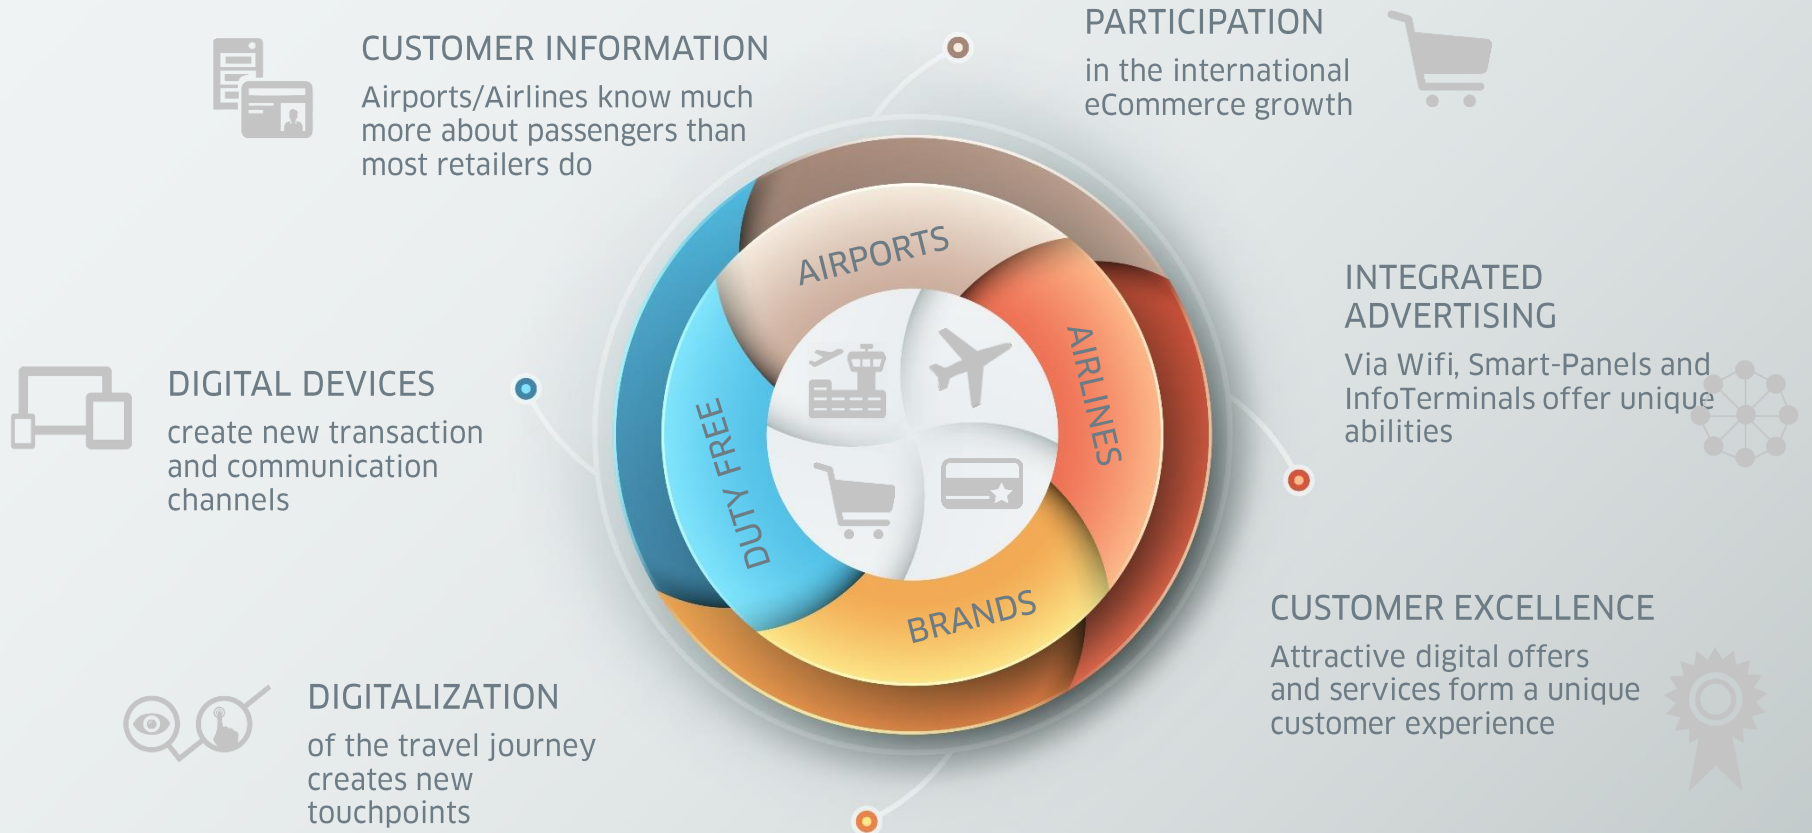 CUSTOMER INFORMATION
Airports/Airlines know much
more about passengers than
most retailers do
PARTICIPATION
in the international
eCommerce growth
DIGITAL DEVICES
create new transaction
and communication
channels
AIRPORTS
AIRLINES
DUTY FREE
BRANDS
INTEGRATED
ADVERTISING
Via Wifi, Smart-Panels and
InfoTerminals offer unique
abilities
DIGITALIZATION
of the travel journey
creates new
touchpoints
CUSTOMER EXCELLENCE
Attractive digital offers
and services form a unique
customer experience